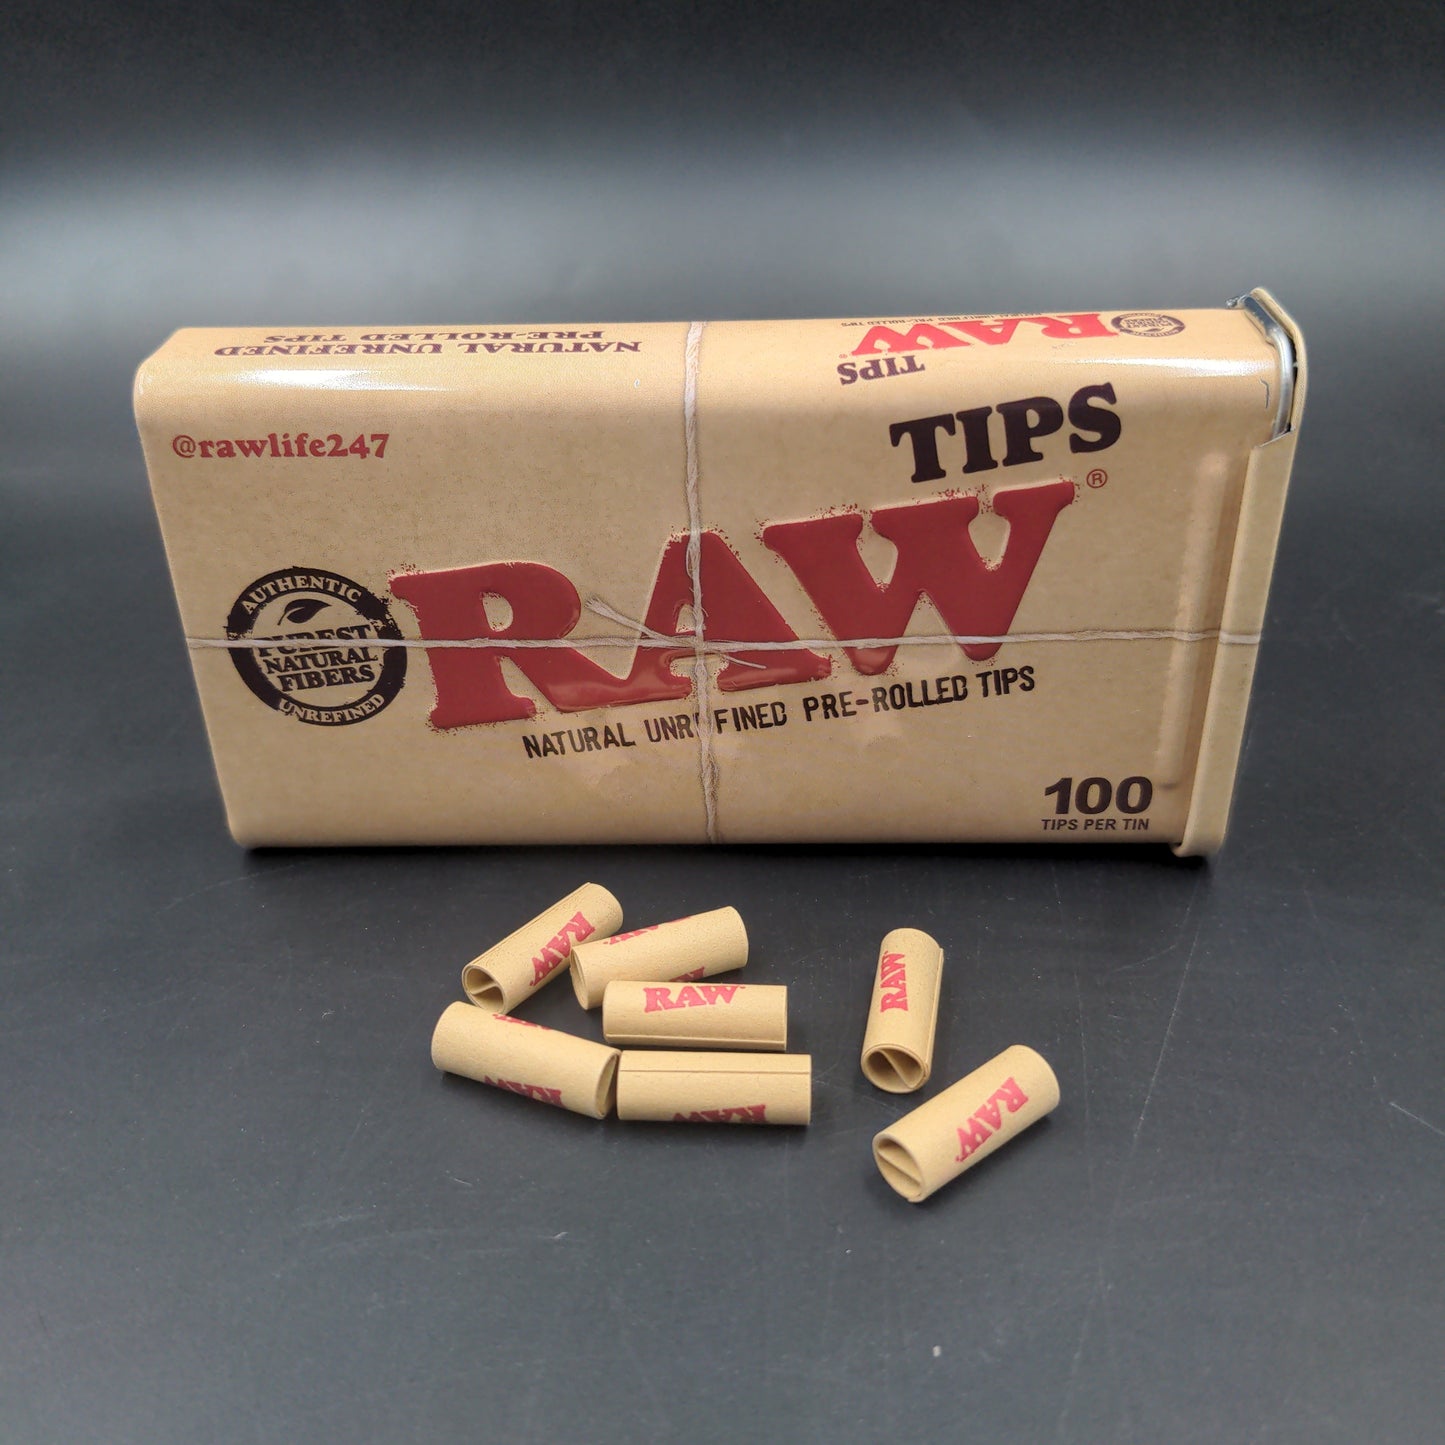 NATURAL UNREFINED
PRE-ROLLED TIPS
RAW
TIPS
@rawlife247
TIPS
RAW®
AUTHENTIC
PUREST
NATURAL
FIBERS
UNREFINED
NATURAL UNREFINED PRE-ROLLED TIPS
100
TIPS PER TIN
RAW
RAW
RAW
RAW
RAW
RAW
RAW